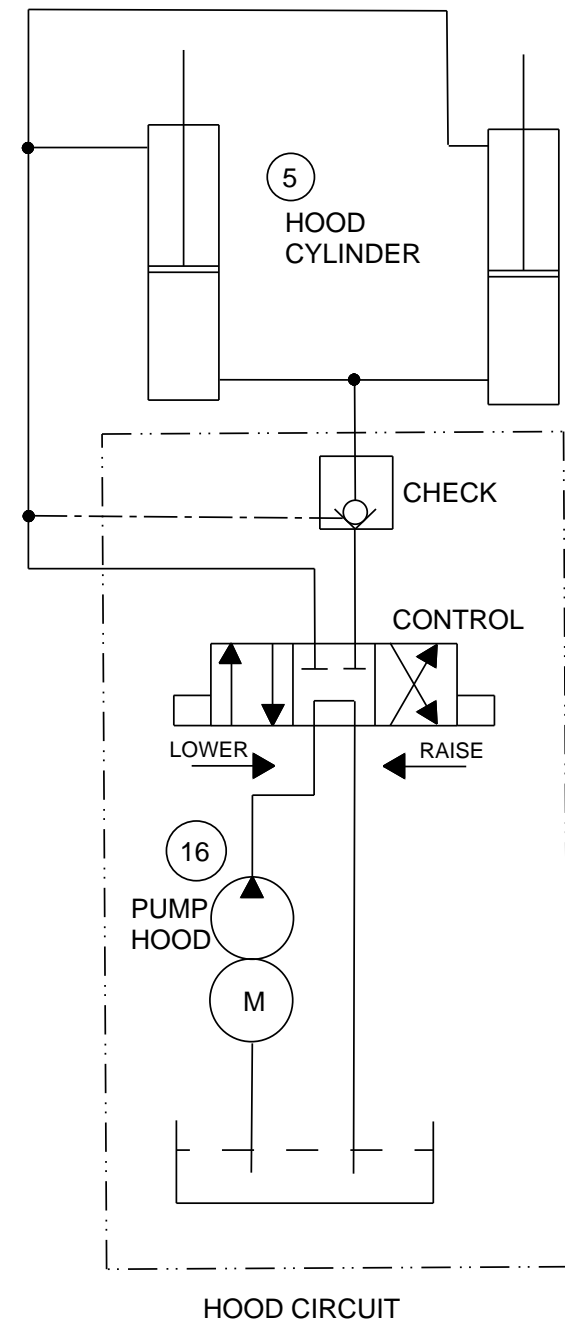 5
HOOD
CYLINDER
CHECK
CONTROL
LOWER
RAISE
16
PUMP
HOOD
M
HOOD CIRCUIT